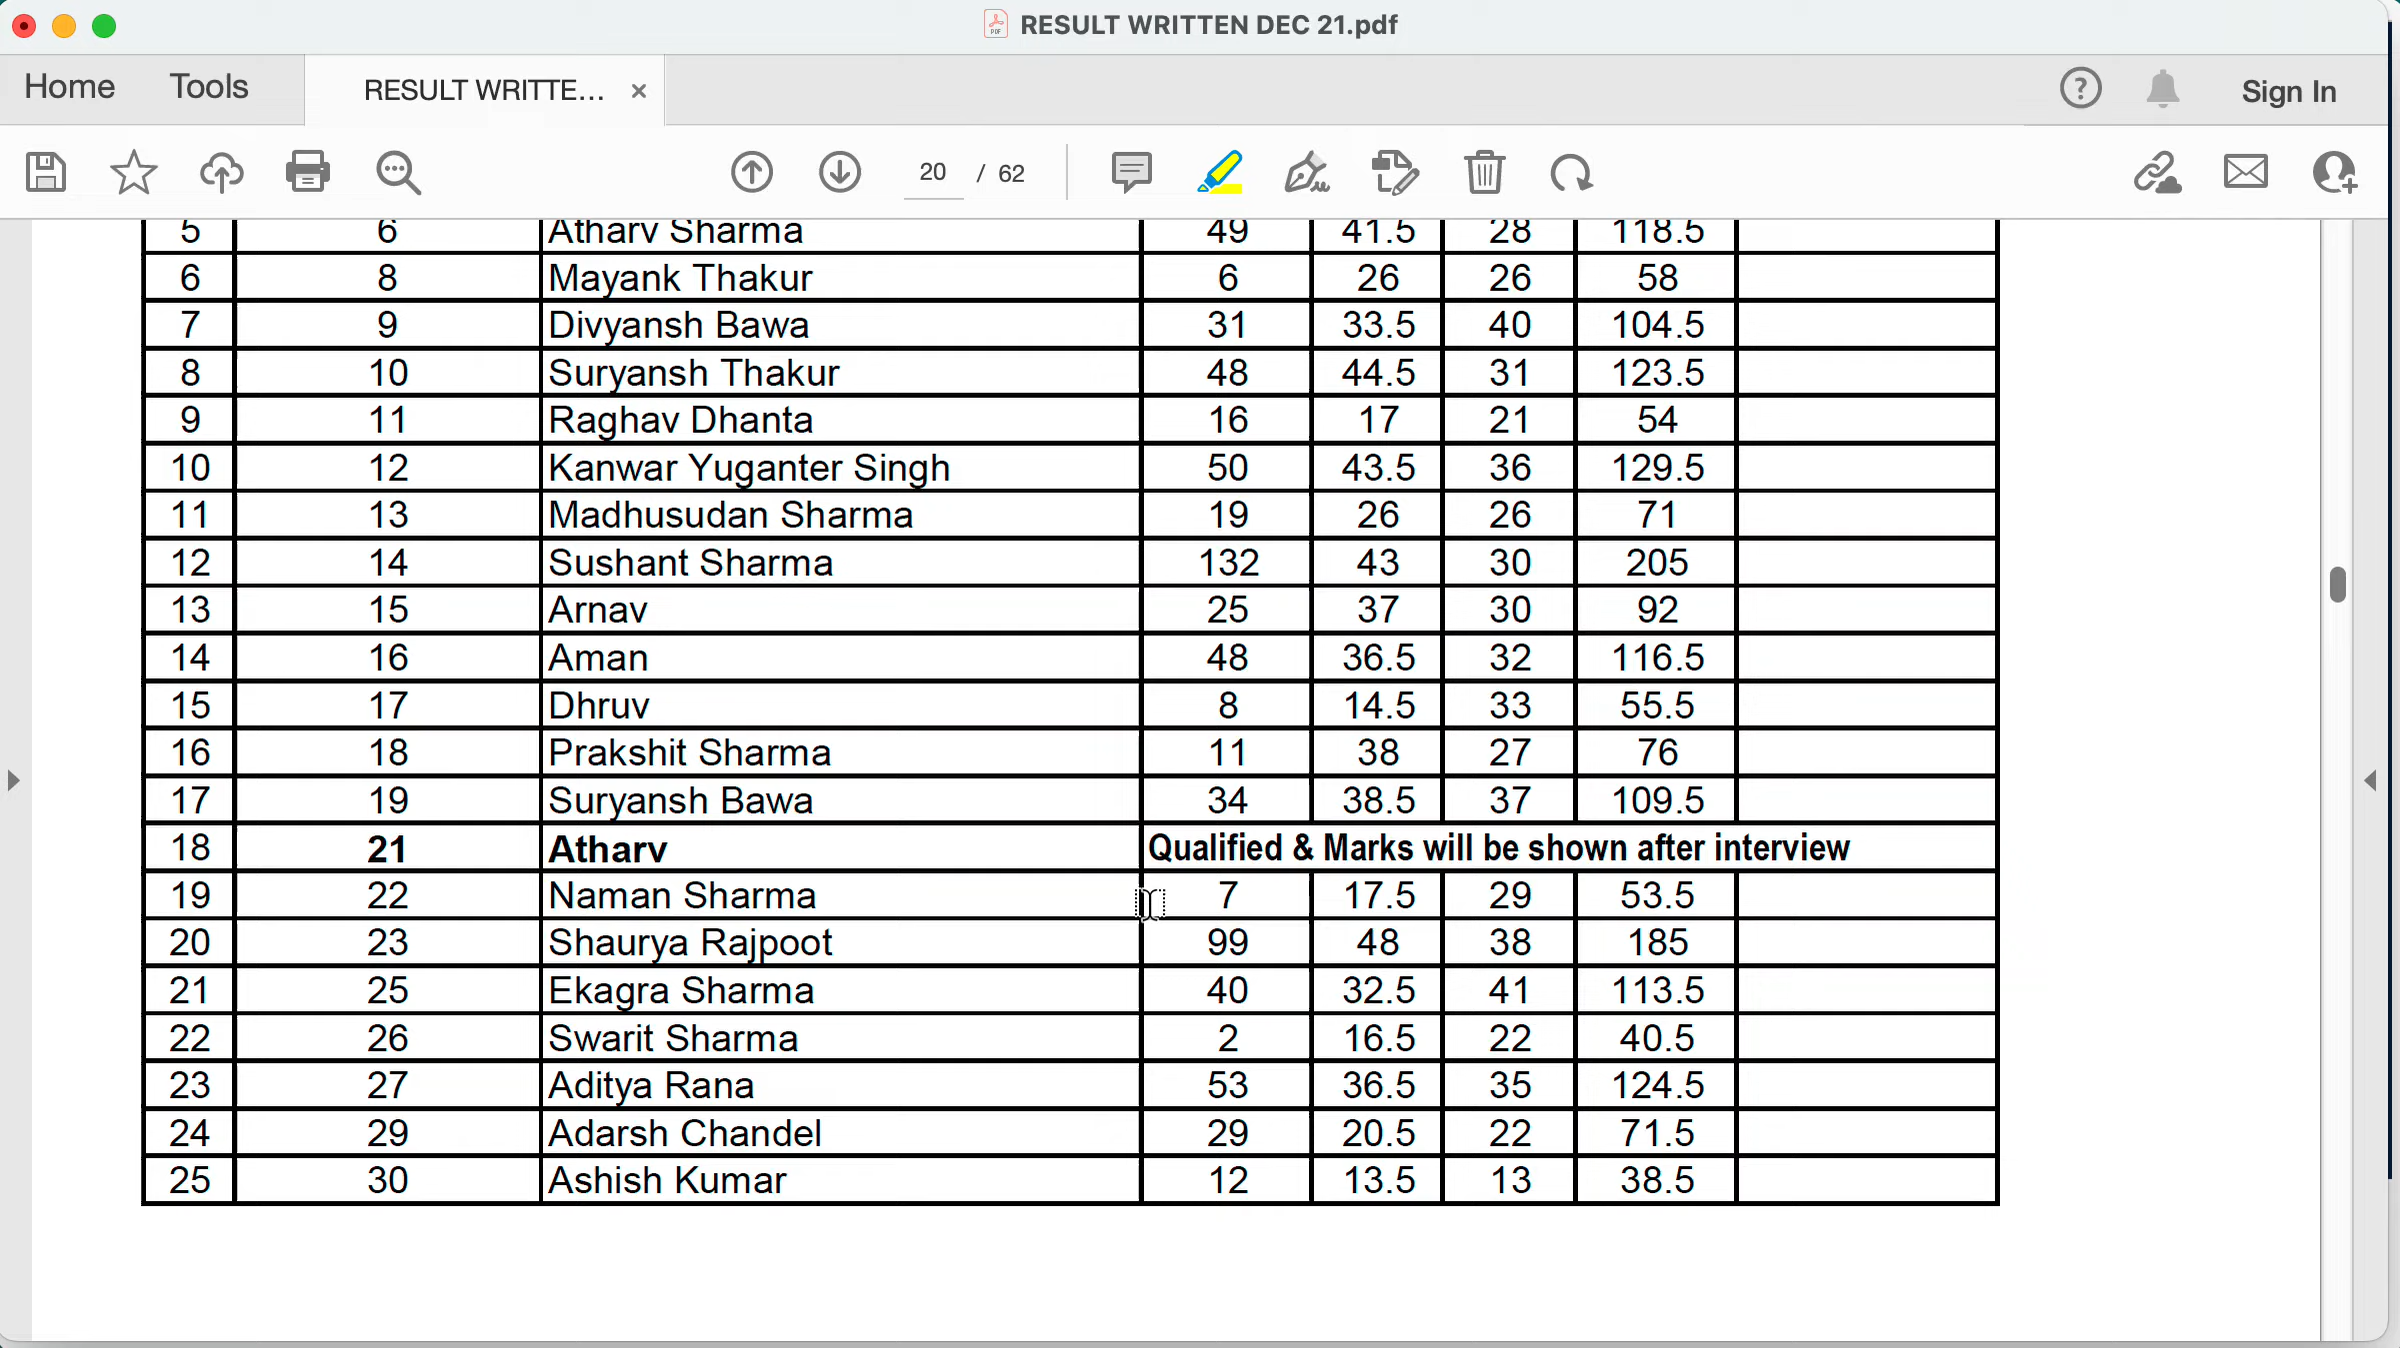 RESULT WRITTEN DEC 21.pdf
Home Tools RESULT WRITTE... × ? Sign In
20 / 62
5 6 Atharv Sharma 49 41.5 28 118.5
6 8 Mayank Thakur 6 26 26 58
7 9 Divyansh Bawa 31 33.5 40 104.5
8 10 Suryansh Thakur 48 44.5 31 123.5
9 11 Raghav Dhanta 16 17 21 54
10 12 Kanwar Yuganter Singh 50 43.5 36 129.5
11 13 Madhusudan Sharma 19 26 26 71
12 14 Sushant Sharma 132 43 30 205
13 15 Arnav 25 37 30 92
14 16 Aman 48 36.5 32 116.5
15 17 Dhruv 8 14.5 33 55.5
16 18 Prakshit Sharma 11 38 27 76
17 19 Suryansh Bawa 34 38.5 37 109.5
18 21 Atharv Qualified & Marks will be shown after interview
19 22 Naman Sharma 7 17.5 29 53.5
20 23 Shaurya Rajpoot 99 48 38 185
21 25 Ekagra Sharma 40 32.5 41 113.5
22 26 Swarit Sharma 2 16.5 22 40.5
23 27 Aditya Rana 53 36.5 35 124.5
24 29 Adarsh Chandel 29 20.5 22 71.5
25 30 Ashish Kumar 12 13.5 13 38.5